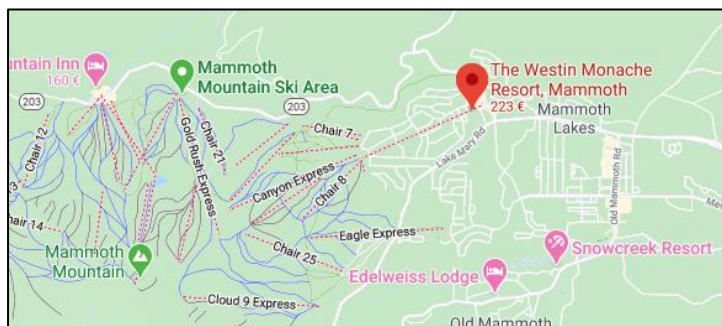 untain Inn
160 €
Mammoth
Mountain Ski Area
The Westin Monache
Resort, Mammoth
223 €
203
203
Mammoth
Lakes
Chair 12
Chair 21
Gold Rush Express
Chair 7
Lake Mary Rd
Canyon Express
Chair 8
Old Mammoth Rd
Chair 14
Eagle Express
Chair 25
Mammoth
Mountain
Snowcreek Resort
Edelweiss Lodge
Cloud 9 Express
Old Mammoth